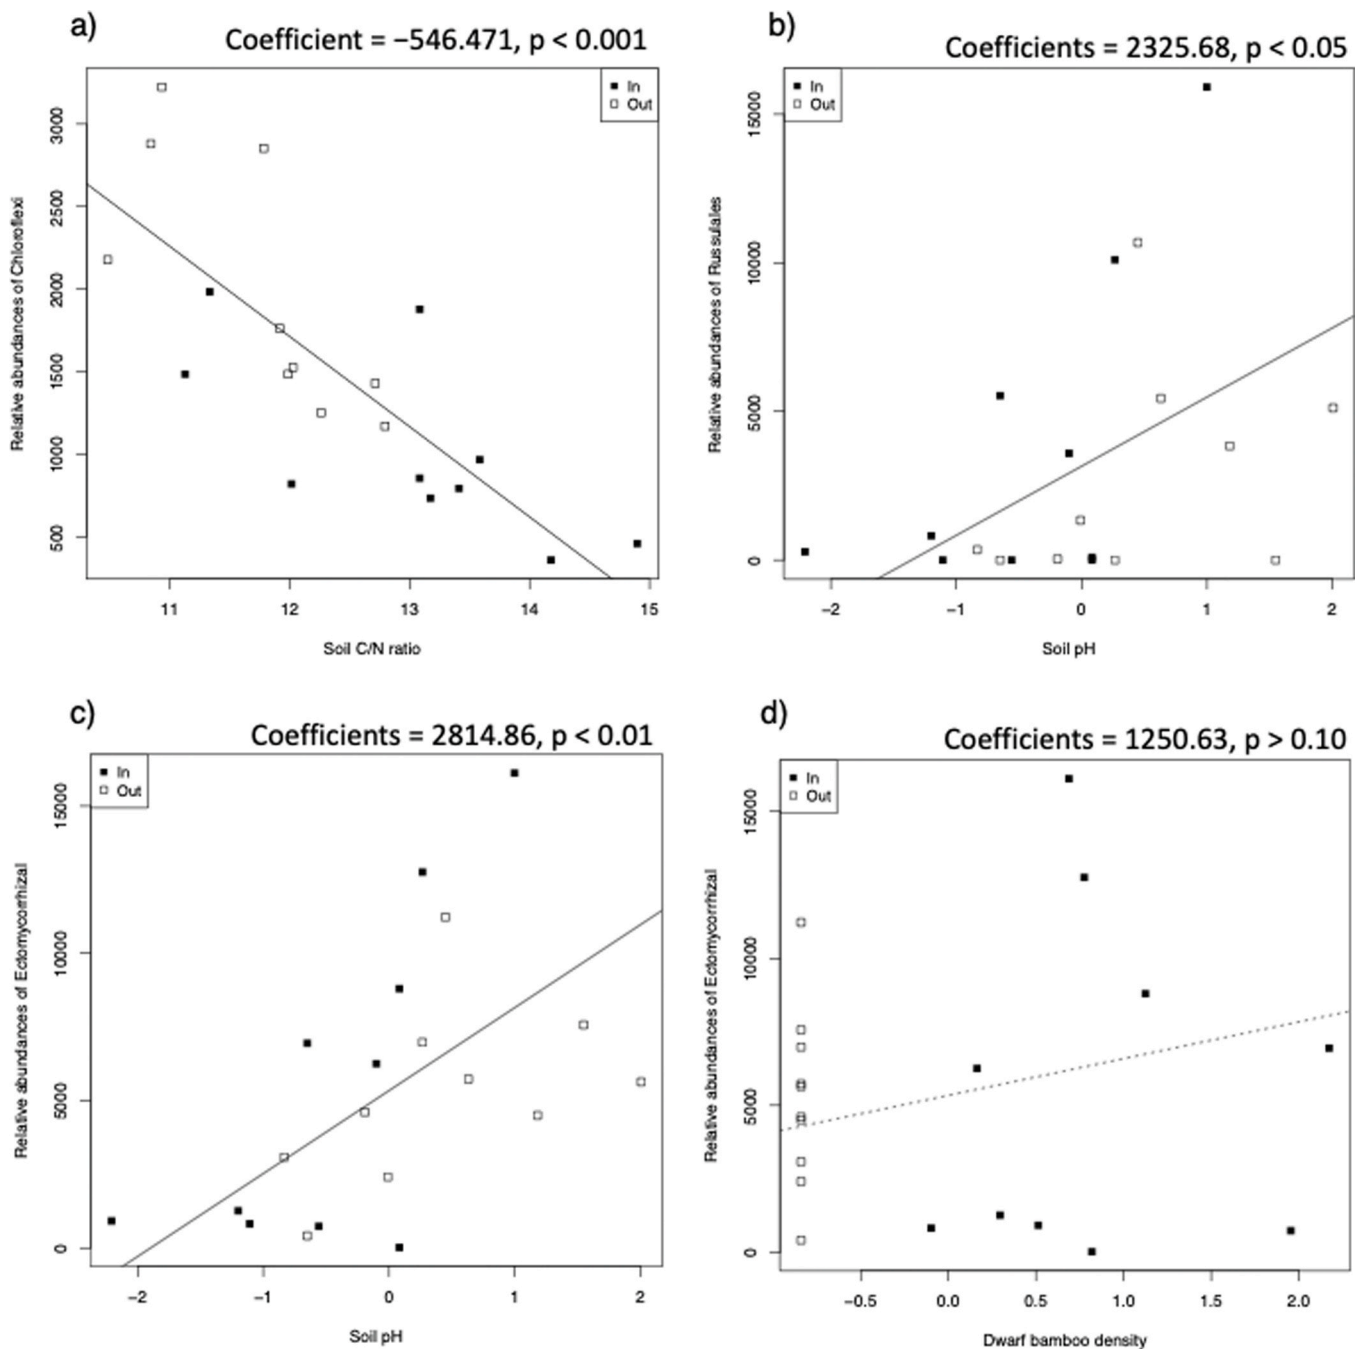 a)
Coefficient = −546.471, p < 0.001
In
Out
Relative abundances of Chloroflexi
3000
2500
2000
1500
1000
500
11 12 13 14 15
Soil C/N ratio
b)
Coefficients = 2325.68, p < 0.05
In
Out
Relative abundances of Russulales
15000
10000
5000
0
−2 −1 0 1 2
Soil pH
c)
Coefficients = 2814.86, p < 0.01
In
Out
Relative abundances of Ectomycorrhizal
15000
10000
5000
0
−2 −1 0 1 2
Soil pH
d)
Coefficients = 1250.63, p > 0.10
In
Out
Relative abundances of Ectomycorrhizal
15000
10000
5000
0
−0.5 0.0 0.5 1.0 1.5 2.0
Dwarf bamboo density